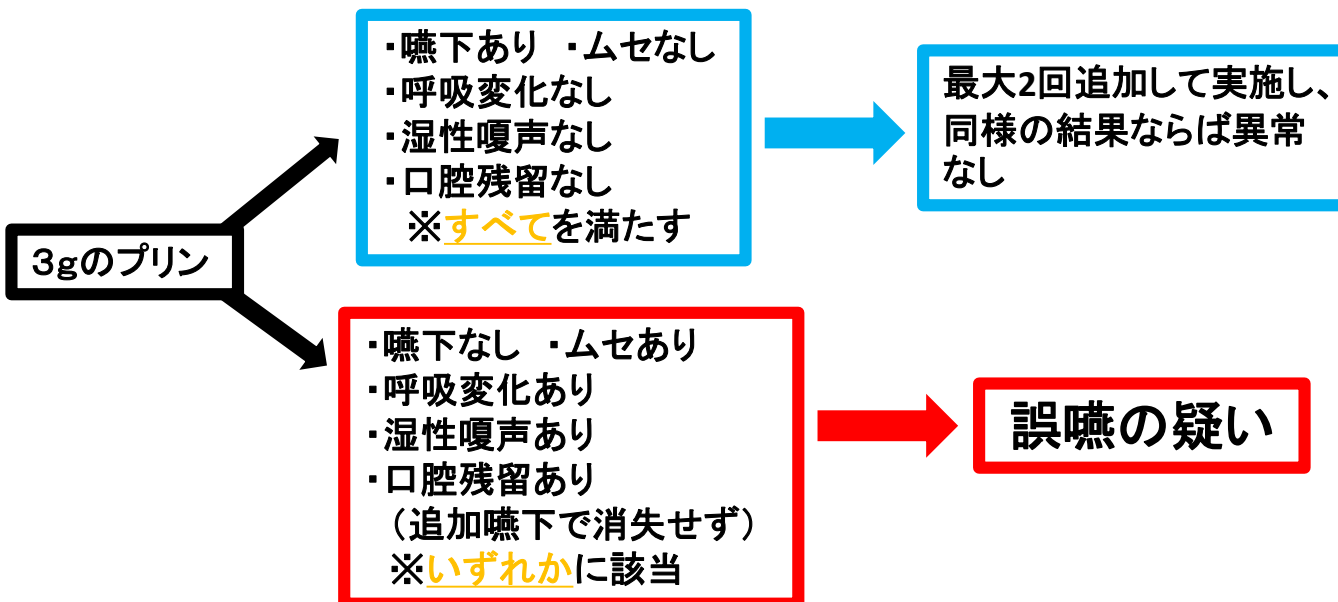 3gのプリン
・嚥下あり ・ムセなし
・呼吸変化なし
・湿性嗄声なし
・口腔残留なし
※すべてを満たす
最大2回追加して実施し、
同様の結果ならば異常
なし
・嚥下なし ・ムセあり
・呼吸変化あり
・湿性嗄声あり
・口腔残留あり
（追加嚥下で消失せず）
※いずれかに該当
誤嚥の疑い